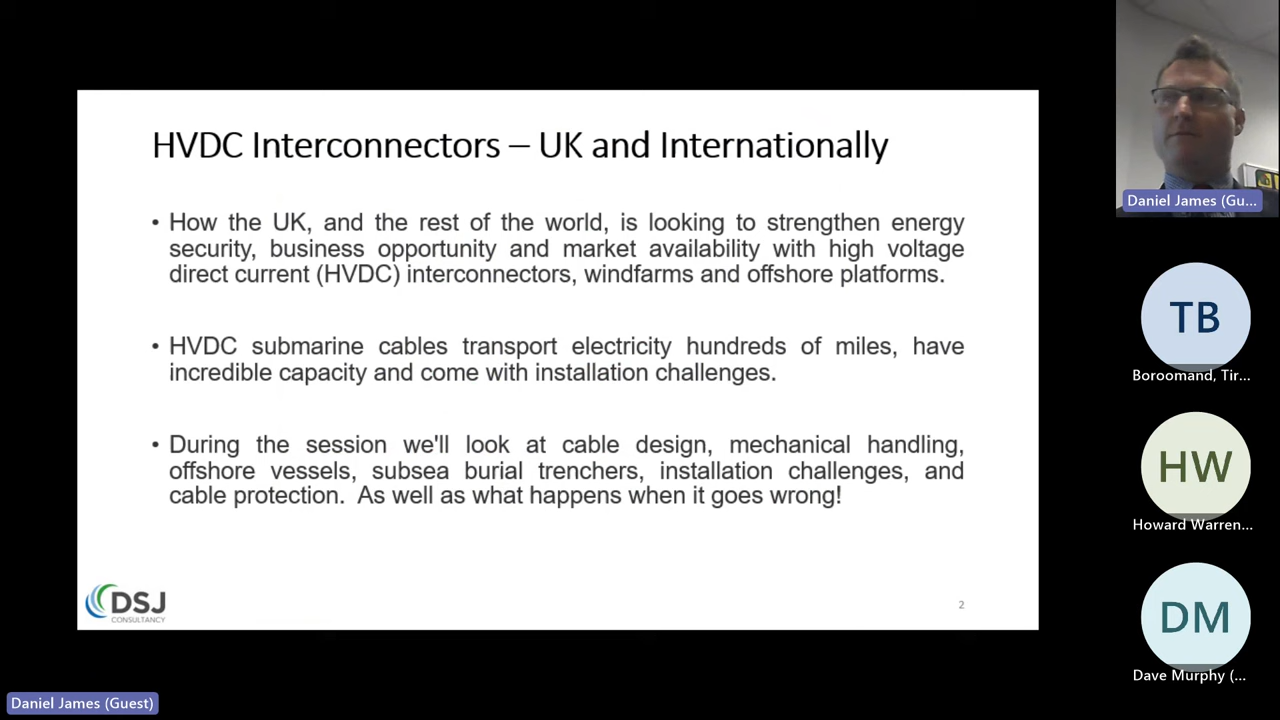 HVDC Interconnectors – UK and Internationally
• How the UK, and the rest of the world, is looking to strengthen energy
security, business opportunity and market availability with high voltage
direct current (HVDC) interconnectors, windfarms and offshore platforms.
• HVDC submarine cables transport electricity hundreds of miles, have
incredible capacity and come with installation challenges.
• During the session we'll look at cable design, mechanical handling,
offshore vessels, subsea burial trenchers, installation challenges, and
cable protection. As well as what happens when it goes wrong!
DSJ
CONSULTANCY
2
Daniel James (Gu...
TB
Boroomand, Tir...
HW
Howard Warren...
DM
Dave Murphy (...
Daniel James (Guest)